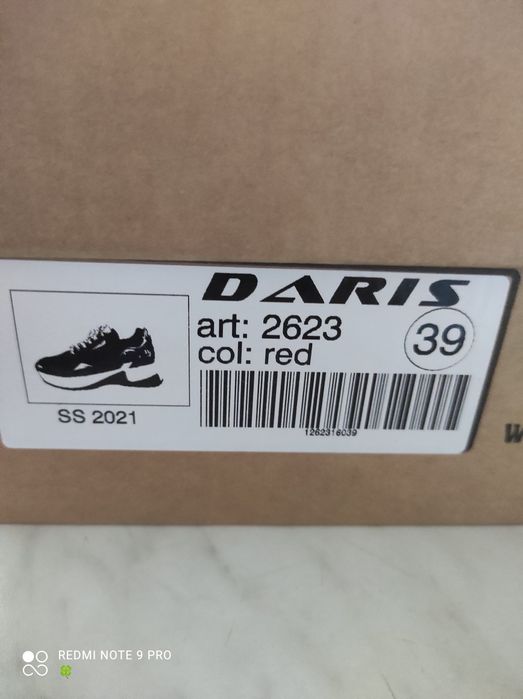 DARIS
art: 2623
col: red
39
1262316039
SS 2021
W
REDMI NOTE 9 PRO